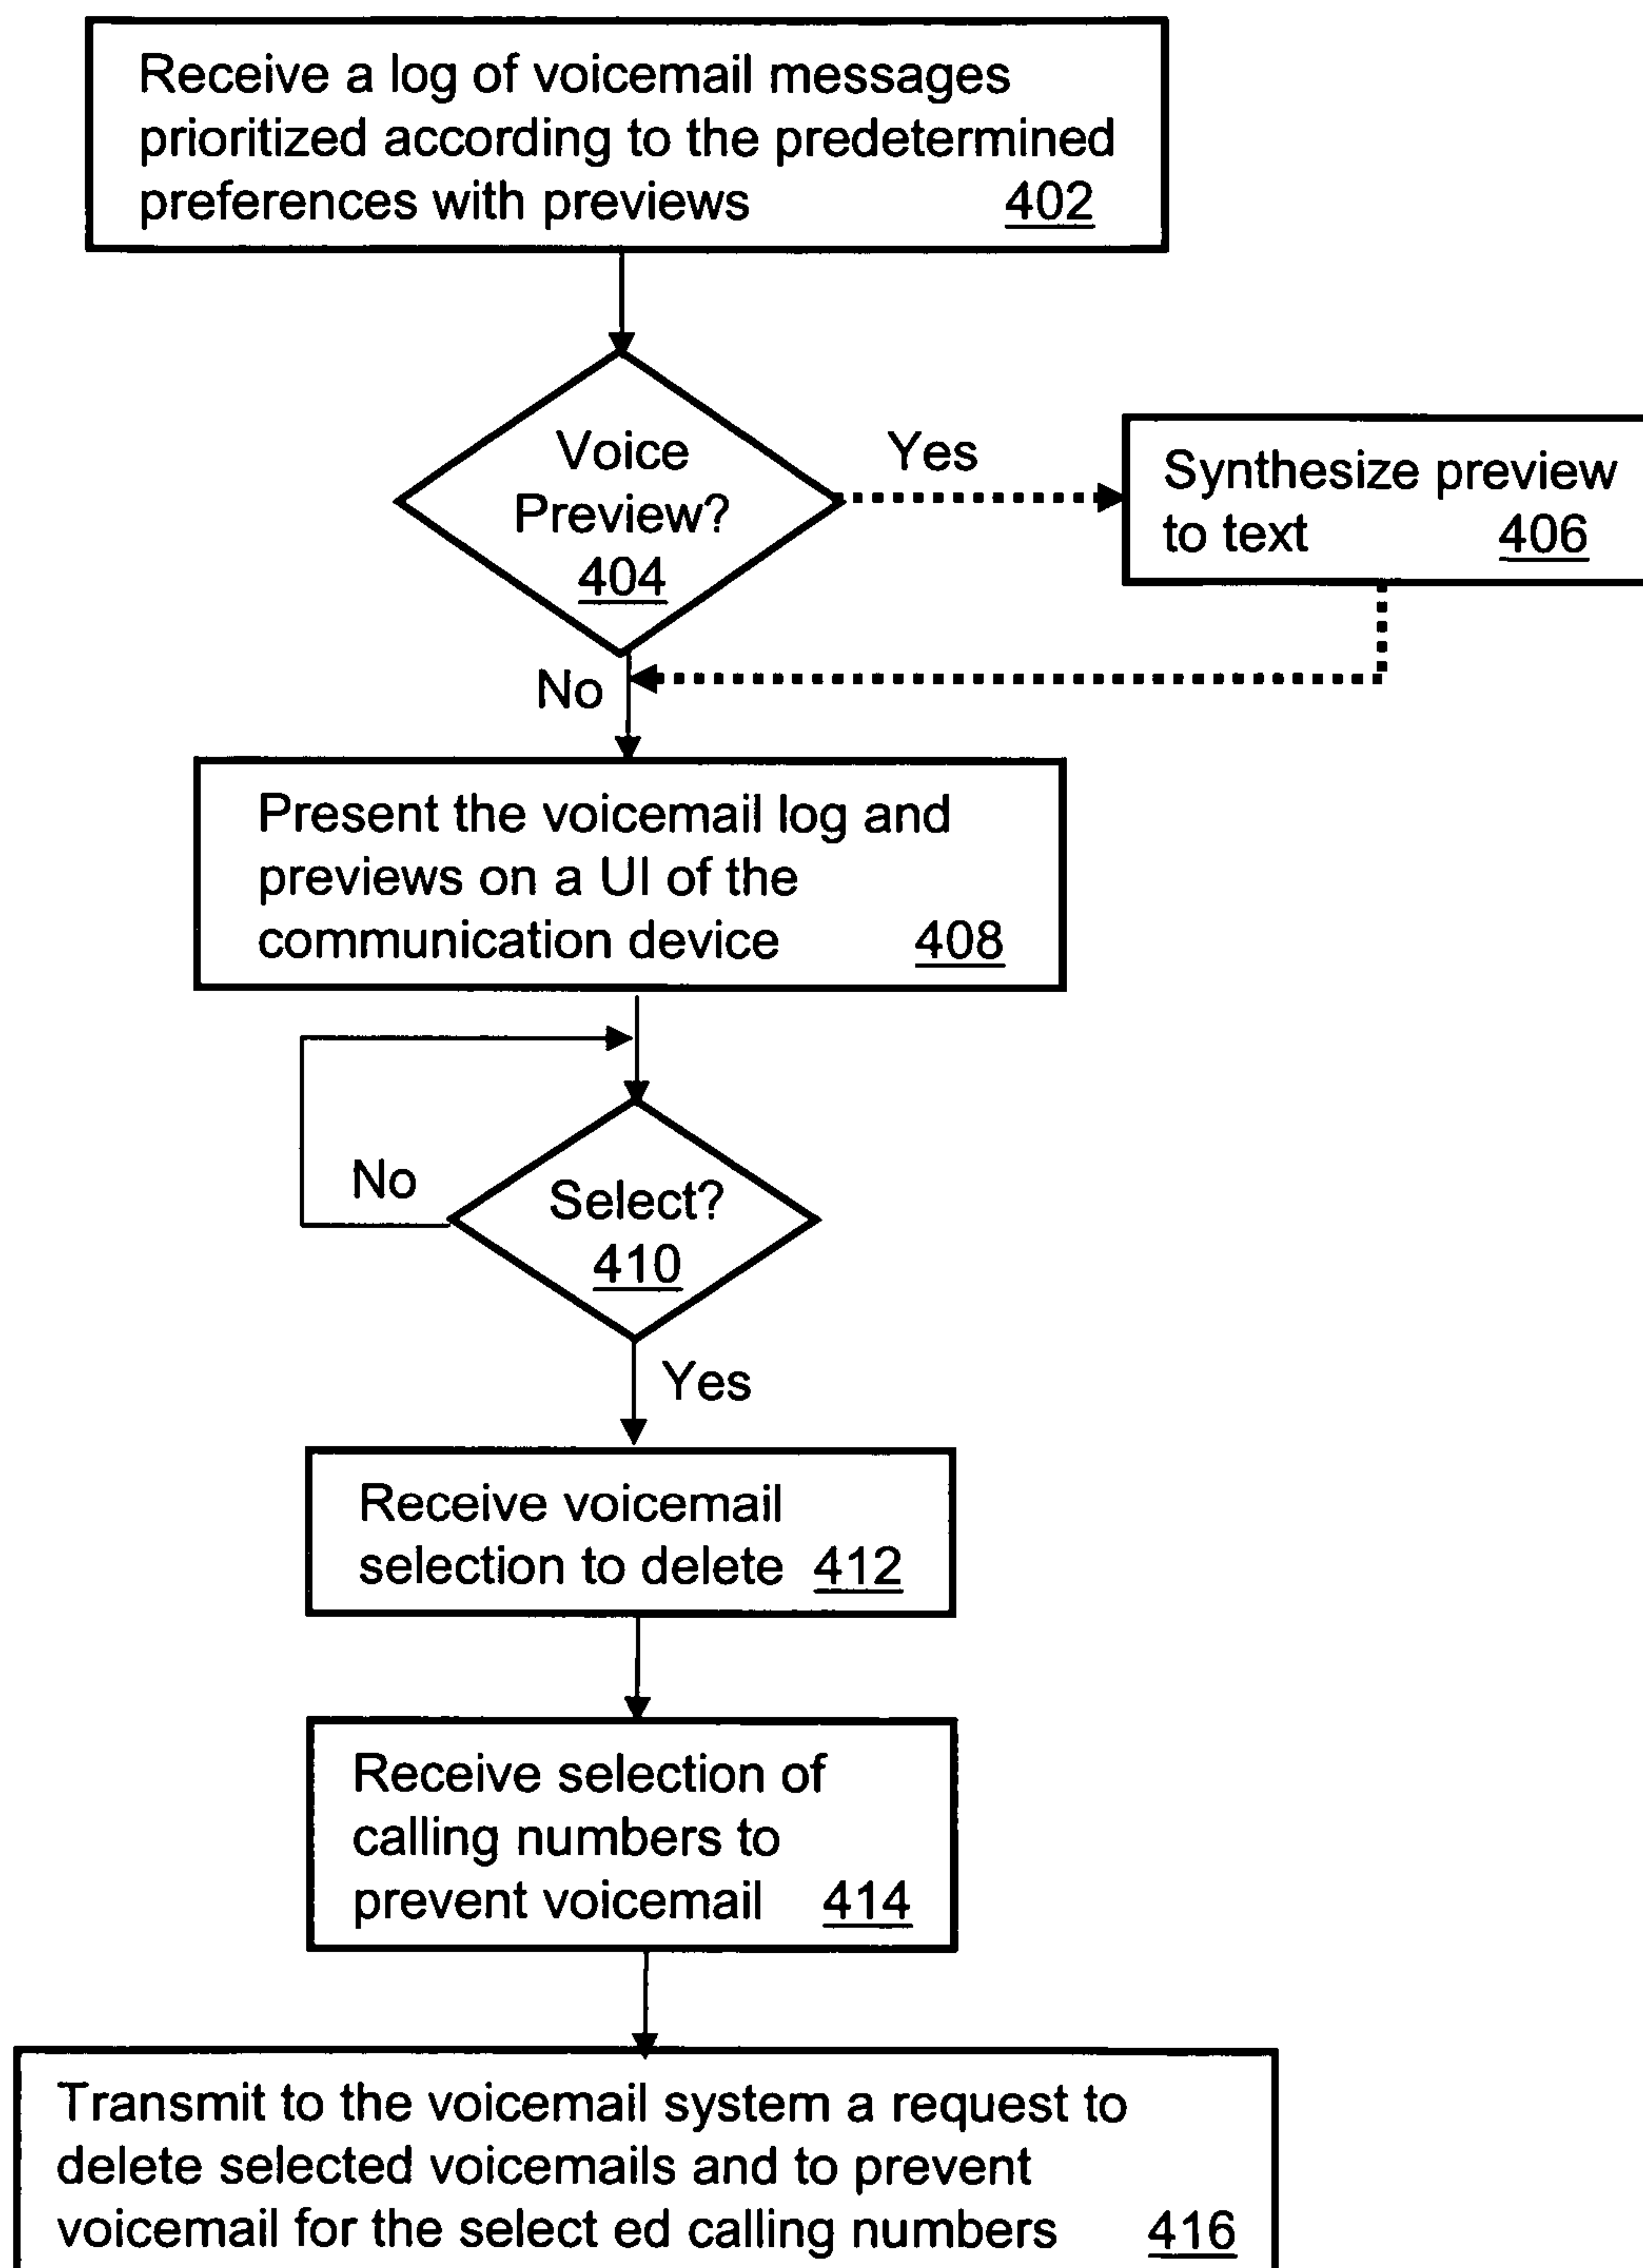 Receive a log of voicemail messages
prioritized according to the predetermined
preferences with previews 402
Voice
Preview?
404
Yes
Synthesize preview
to text 406
No
Present the voicemail log and
previews on a UI of the
communication device 408
No
Select?
410
Yes
Receive voicemail
selection to delete 412
Receive selection of
calling numbers to
prevent voicemail 414
Transmit to the voicemail system a request to
delete selected voicemails and to prevent
voicemail for the select ed calling numbers 416